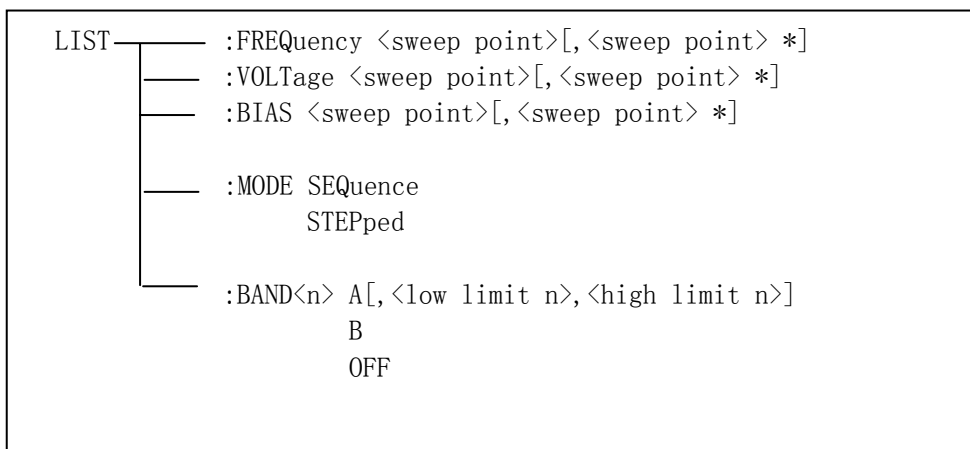 LIST :FREQuency <sweep point>[,<sweep point> *]
:VOLTage <sweep point>[,<sweep point> *]
:BIAS <sweep point>[,<sweep point> *]
:MODE SEQuence
STEPped
:BAND<n> A[,<low limit n>,<high limit n>]
B
OFF